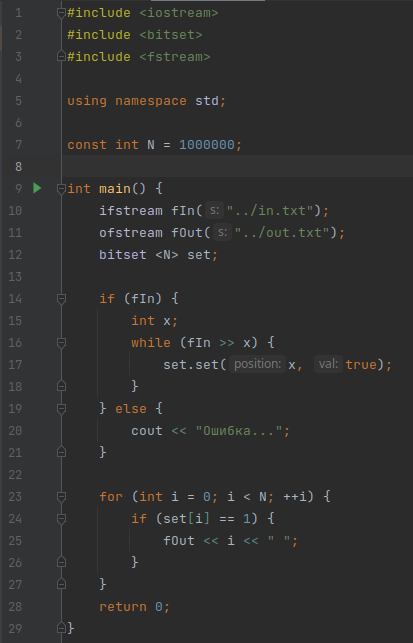 1 #include <iostream>
2 #include <bitset>
3 #include <fstream>
4
5 using namespace std;
6
7 const int N = 1000000;
8
9 int main() {
10     ifstream fIn( s: "../in.txt");
11     ofstream fOut( s: "../out.txt");
12     bitset <N> set;
13
14     if (fIn) {
15         int x;
16         while (fIn >> x) {
17             set.set( position: x, val: true);
18         }
19     } else {
20         cout << "Ошибка...";
21     }
22
23     for (int i = 0; i < N; ++i) {
24         if (set[i] == 1) {
25             fOut << i << " ";
26         }
27     }
28     return 0;
29 }